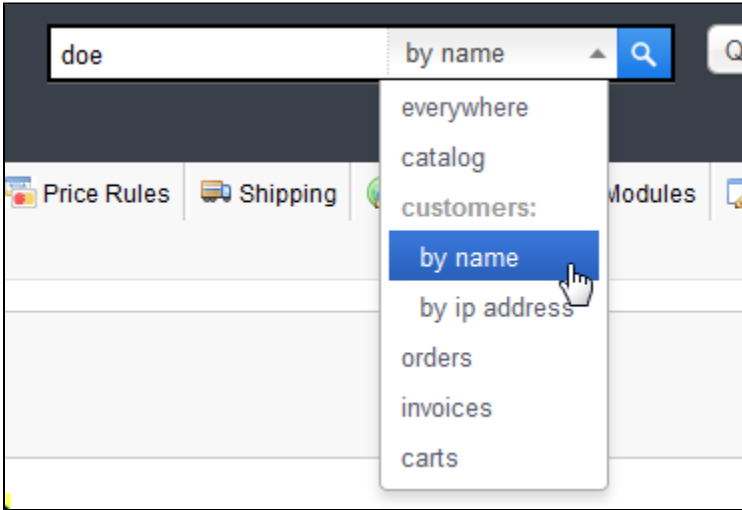 doe by name Q
everywhere
catalog
Price Rules Shipping Modules
customers:
by name
by ip address
orders
invoices
carts